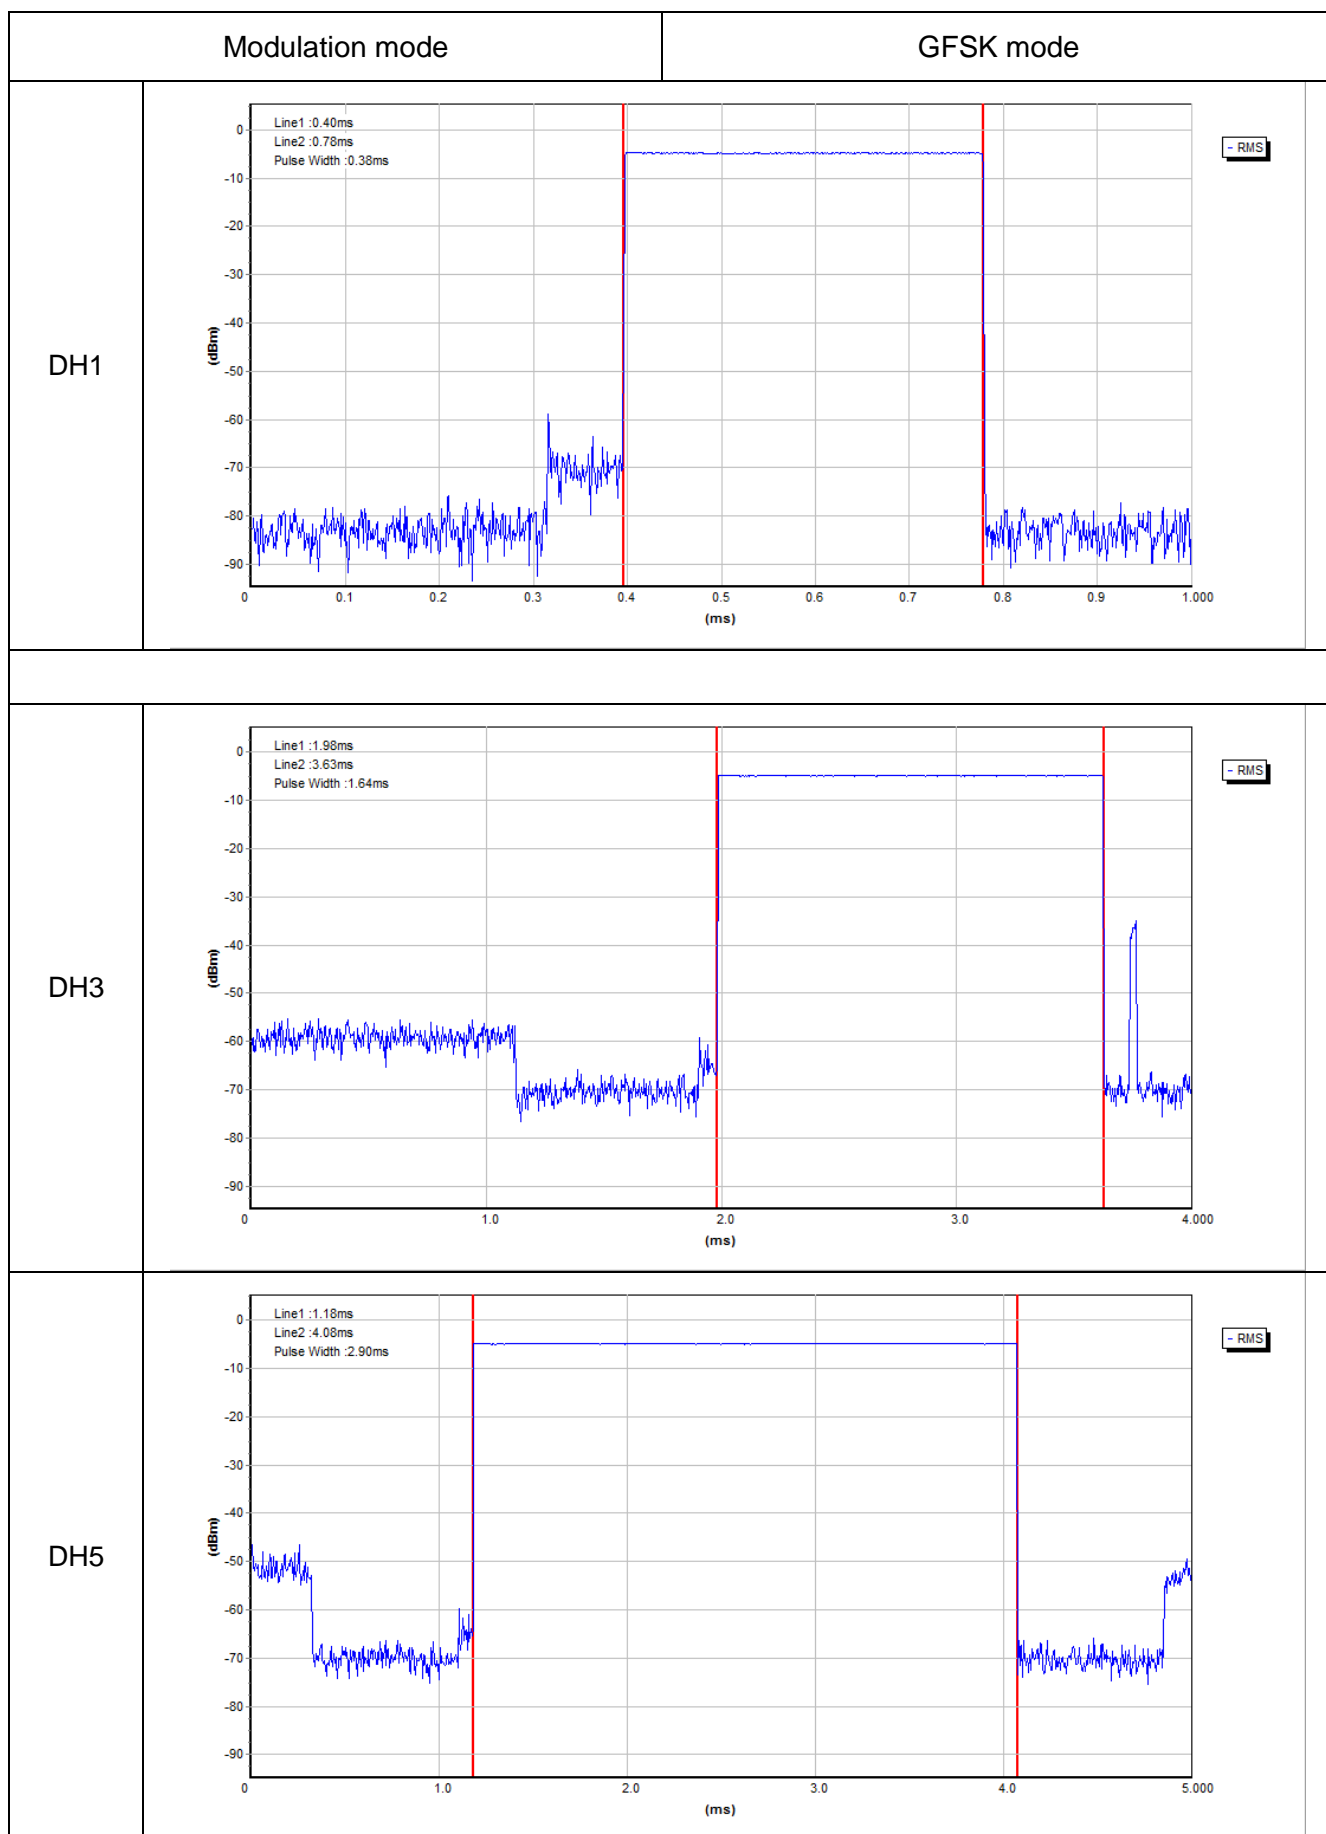 Modulation mode GFSK mode
DH1
Line1 :0.40ms
Line2 :0.78ms
Pulse Width :0.38ms
RMS
0
-10
-20
-30
-40
-50
-60
-70
-80
-90
(dBm)
0 0.1 0.2 0.3 0.4 0.5 0.6 0.7 0.8 0.9 1.000
(ms)
DH3
Line1 :1.98ms
Line2 :3.63ms
Pulse Width :1.64ms
RMS
0
-10
-20
-30
-40
-50
-60
-70
-80
-90
(dBm)
0 1.0 2.0 3.0 4.000
(ms)
DH5
Line1 :1.18ms
Line2 :4.08ms
Pulse Width :2.90ms
RMS
0
-10
-20
-30
-40
-50
-60
-70
-80
-90
(dBm)
0 1.0 2.0 3.0 4.0 5.000
(ms)